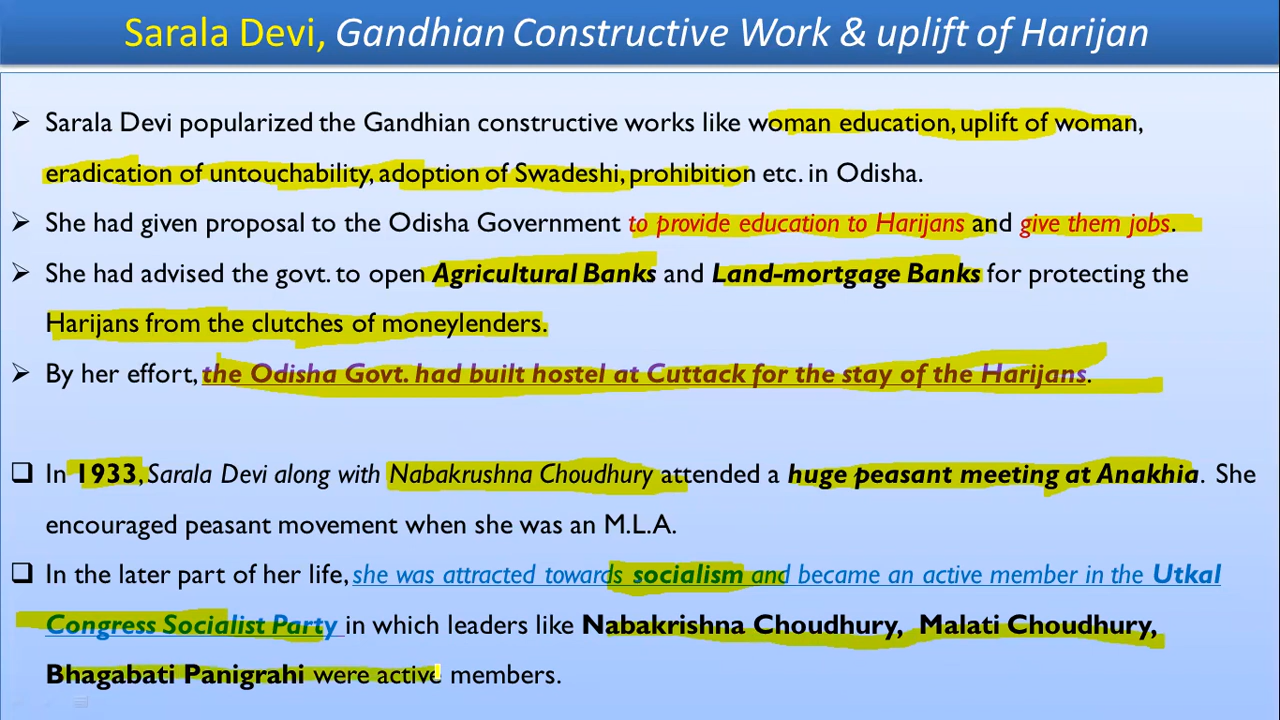 Sarala Devi, Gandhian Constructive Work & uplift of Harijan
➢ Sarala Devi popularized the Gandhian constructive works like woman education, uplift of woman,
eradication of untouchability, adoption of Swadeshi, prohibition etc. in Odisha.
➢ She had given proposal to the Odisha Government to provide education to Harijans and give them jobs.
➢ She had advised the govt. to open Agricultural Banks and Land-mortgage Banks for protecting the
Harijans from the clutches of moneylenders.
➢ By her effort, the Odisha Govt. had built hostel at Cuttack for the stay of the Harijans.
❑ In 1933, Sarala Devi along with Nabakrushna Choudhury attended a huge peasant meeting at Anakhia. She
encouraged peasant movement when she was an M.L.A.
❑ In the later part of her life, she was attracted towards socialism and became an active member in the Utkal
Congress Socialist Party in which leaders like Nabakrishna Choudhury, Malati Choudhury,
Bhagabati Panigrahi were active members.